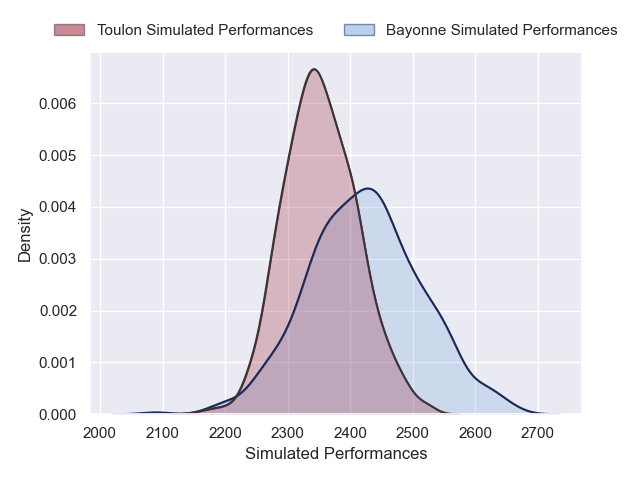 Toulon Simulated Performances Bayonne Simulated Performances
0.006
0.005
0.004
0.003
0.002
0.001
0.000
Density
2000 2100 2200 2300 2400 2500 2600 2700
Simulated Performances